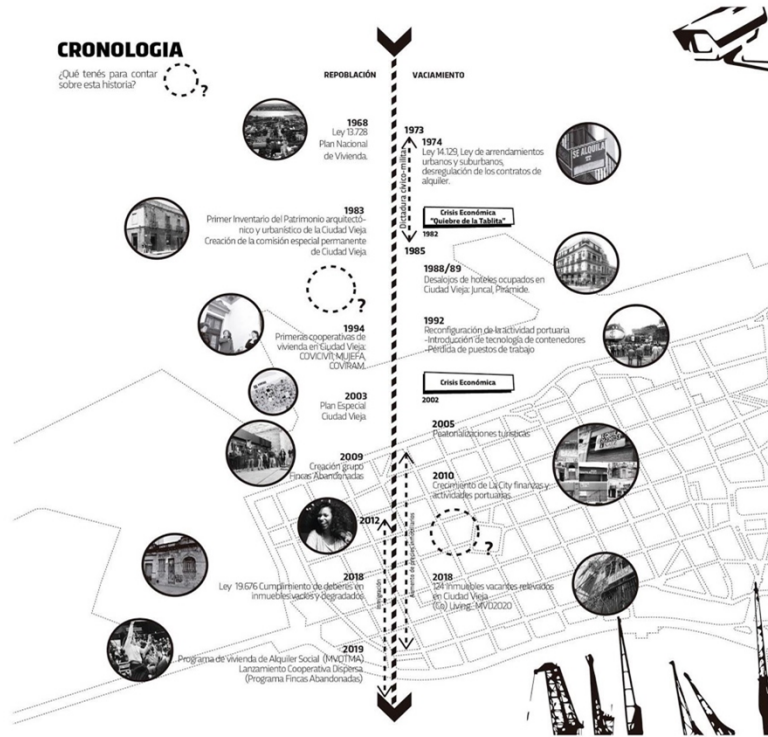 CRONOLOGIA
¿Qué tenés para contar
sobre esta historia?
?
REPOBLACIÓN
VACIAMIENTO
1968
Ley 13.728
Plan Nacional
de Vivienda.
1973
1974
Ley 14.129, Ley de arrendamientos
urbanos y suburbanos,
desregulación de los contratos de
alquiler.
SE ALQUILA
Dictadura cívico-militar
1983
Primer Inventario del Patrimonio arquitectó-
nico y urbanístico de la Ciudad Vieja
Creación de la comisión especial permanente
de Ciudad Vieja
Crisis Económica
"Quiebre de la Tablita"
1982
1985
?
1988/89
Desalojos de hoteles ocupados en
Ciudad Vieja: Juncal, Pirámide.
1994
Primeras cooperativas de
vivienda en Ciudad Vieja:
COVICIVI, MUJEFA,
COVIRAM.
1992
Reconfiguración de la actividad portuaria
-Introducción de tecnología de contenedores
-Pérdida de puestos de trabajo
Crisis Económica
2002
2003
Plan Especial
Ciudad Vieja
2005
Peatonalizaciones turísticas
2009
Creación grupo
Fincas Abandonadas
2010
Crecimiento de La City finanzas y
actividades portuarias
2012
?
Inmigración
2018
Ley 19.676 Cumplimiento de deberes en
inmuebles vacíos y degradados
2018
124 Inmuebles vacantes relevados
en Ciudad Vieja
(Co) Living: MVD2020
2019
Programa de vivienda de Alquiler Social (MVOTMA)
Lanzamiento Cooperativa Dispersa
(Programa Fincas Abandonadas)